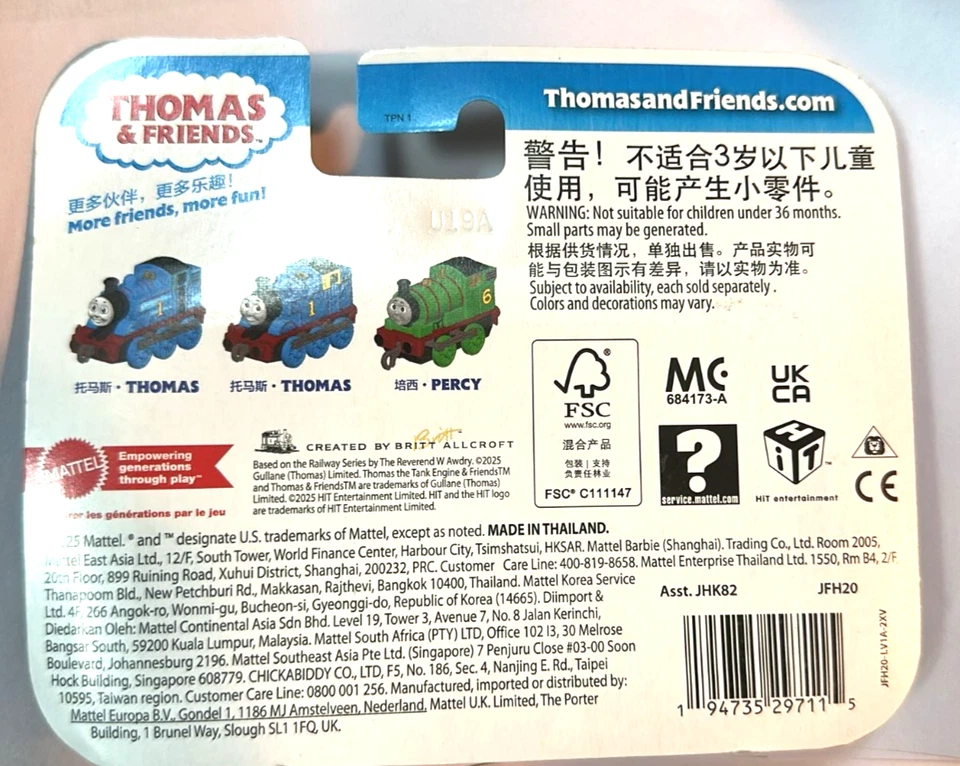 THOMAS
& FRIENDS™
TPN 1
ThomasandFriends.com
更多伙伴，更多乐趣！
More friends, more fun!
U19A
警告！不适合3岁以下儿童
使用，可能产生小零件。
WARNING: Not suitable for children under 36 months.
Small parts may be generated.
根据供货情况，单独出售。产品实物可
能与包装图示有差异，请以实物为准。
Subject to availability, each sold separately .
Colors and decorations may vary.
1
1
6
托马斯・THOMAS
托马斯・THOMAS
培西・PERCY
FSC
www.fsc.org
混合产品
包装｜支持
负责任林业
FSC® C111147
MC
684173-A
UK
CA
?
service.mattel.com
HiT
HiT entertainment
CE
MATTEL
Empowering
generations
through play™
les générations par le jeu
CREATED BY BRITT ALLCROFT
Based on the Railway Series by The Reverend W Awdry. ©2025
Gullane (Thomas) Limited. Thomas the Tank Engine & Friends™
and Thomas & Friends™ are trademarks of Gullane (Thomas)
Limited. ©2025 HIT Entertainment Limited. HIT and the HIT logo
are trademarks of HIT Entertainment Limited.
25 Mattel. ® and ™ designate U.S. trademarks of Mattel, except as noted. MADE IN THAILAND.
East Asia Ltd., 12/F, South Tower, World Finance Center, Harbour City, Tsimshatsui, HKSAR. Mattel Barbie (Shanghai). Trading Co., Ltd. Room 2005,
20th Floor, 899 Ruining Road, Xuhui District, Shanghai, 200232, PRC. Customer Care Line: 400-819-8658. Mattel Enterprise Thailand Ltd. 1550, Rm B4, 2/F
Thanapoom Bld., New Petchburi Rd., Makkasan, Rajthevi, Bangkok 10400, Thailand. Mattel Korea Service
Ltd. 4F, 266 Angok-ro, Wonmi-gu, Bucheon-si, Gyeonggi-do, Republic of Korea (14665). Diimport &
Diedarkan Oleh: Mattel Continental Asia Sdn Bhd. Level 19, Tower 3, Avenue 7, No. 8 Jalan Kerinchi,
Bangsar South, 59200 Kuala Lumpur, Malaysia. Mattel South Africa (PTY) LTD, Office 102 I3, 30 Melrose
Boulevard, Johannesburg 2196. Mattel Southeast Asia Pte Ltd. (Singapore) 7 Penjuru Close #03-00 Soon
Hock Building, Singapore 608779. CHICKABIDDY CO., LTD, F5, No. 186, Sec. 4, Nanjing E. Rd., Taipei
10595, Taiwan region. Customer Care Line: 0800 001 256. Manufactured, imported or distributed by:
Mattel Europa B.V., Gondel 1, 1186 MJ Amstelveen, Nederland. Mattel U.K. Limited, The Porter
Building, 1 Brunel Way, Slough SL1 1FQ, UK.
Asst. JHK82 JFH20
JFH20-LV1A-2XV
1 94735 29711 5